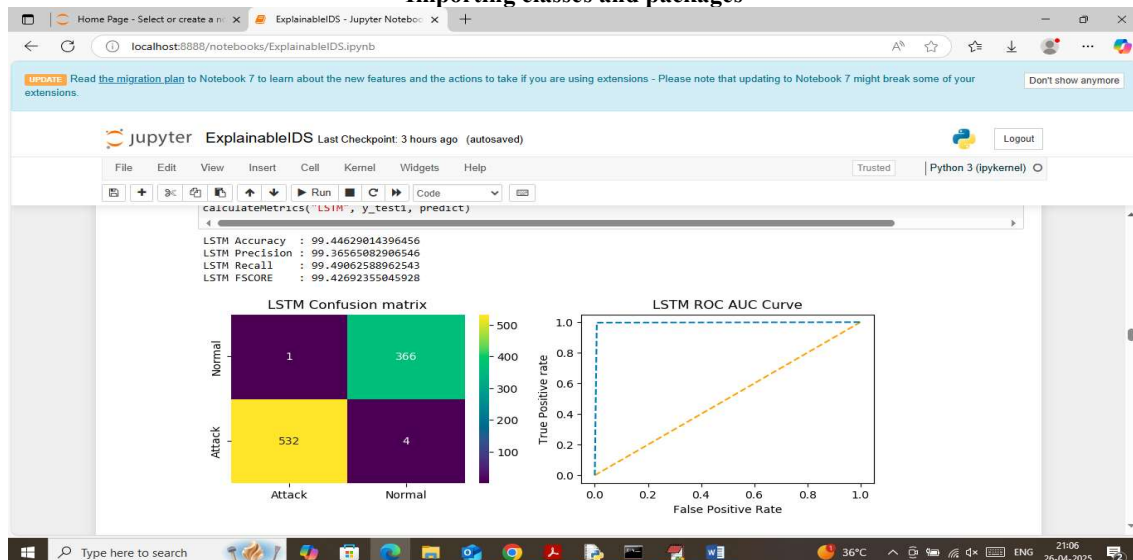 Importing classes and packages
Home Page - Select or create a n
ExplainableIDS - Jupyter Noteboo
localhost:8888/notebooks/ExplainableIDS.ipynb
UPDATE Read the migration plan to Notebook 7 to learn about the new features and the actions to take if you are using extensions - Please note that updating to Notebook 7 might break some of your
extensions.
Don't show anymore
jupyter ExplainableIDS Last Checkpoint: 3 hours ago (autosaved)
Logout
File Edit View Insert Cell Kernel Widgets Help
Trusted
Python 3 (ipykernel)
Run
Code
calculateMetrics("LSTM", y_test1, predict)
LSTM Accuracy : 99.44629014396456
LSTM Precision : 99.36565082906546
LSTM Recall : 99.49062588962543
LSTM FSCORE : 99.42692355045928
LSTM Confusion matrix
Normal
Attack
1
366
532
4
Attack
Normal
500
400
300
200
100
LSTM ROC AUC Curve
True Positive rate
1.0
0.8
0.6
0.4
0.2
0.0
0.0 0.2 0.4 0.6 0.8 1.0
False Positive Rate
Type here to search
36°C
ENG
21:06
26-04-2025